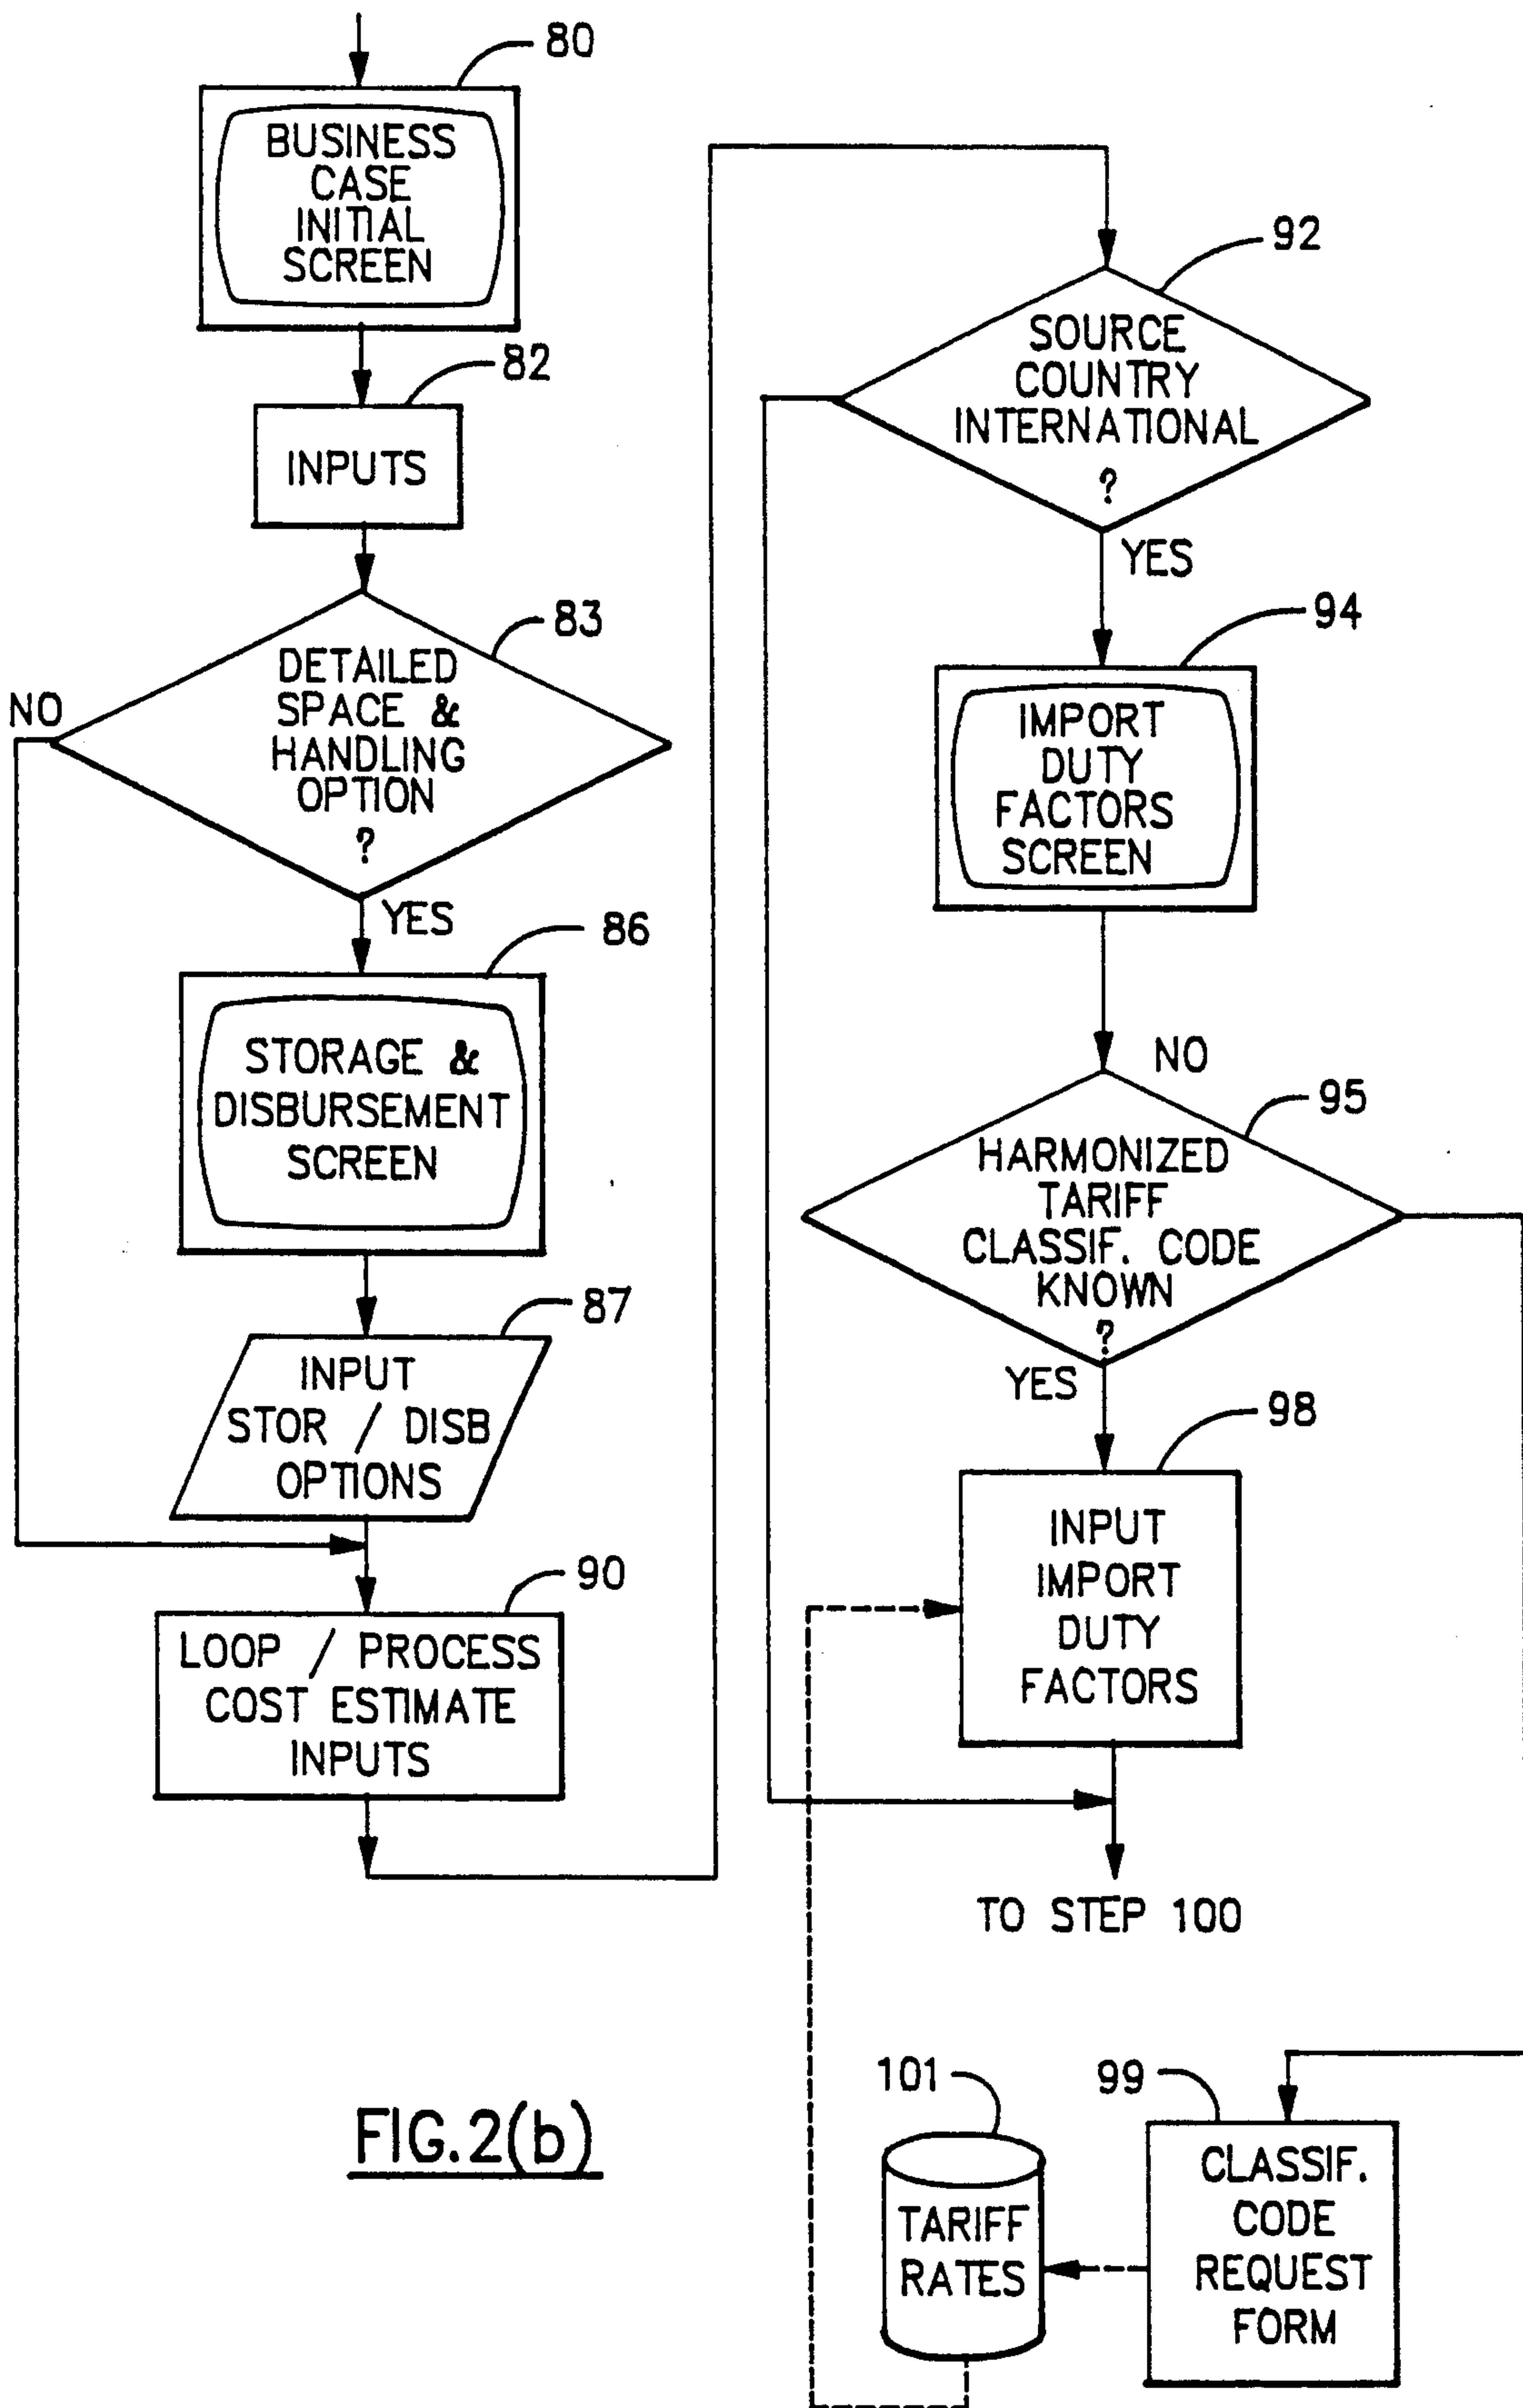 80
BUSINESS
CASE
INITIAL
SCREEN
82
INPUTS
83
DETAILED
SPACE &
HANDLING
OPTION
?
NO
YES
86
STORAGE &
DISBURSEMENT
SCREEN
87
INPUT
STOR / DISB
OPTIONS
90
LOOP / PROCESS
COST ESTIMATE
INPUTS
92
SOURCE
COUNTRY
INTERNATIONAL
?
YES
94
IMPORT
DUTY
FACTORS
SCREEN
NO
95
HARMONIZED
TARIFF
CLASSIF. CODE
KNOWN
?
YES
98
INPUT
IMPORT
DUTY
FACTORS
TO STEP 100
101
TARIFF
RATES
99
CLASSIF.
CODE
REQUEST
FORM
FIG.2(b)